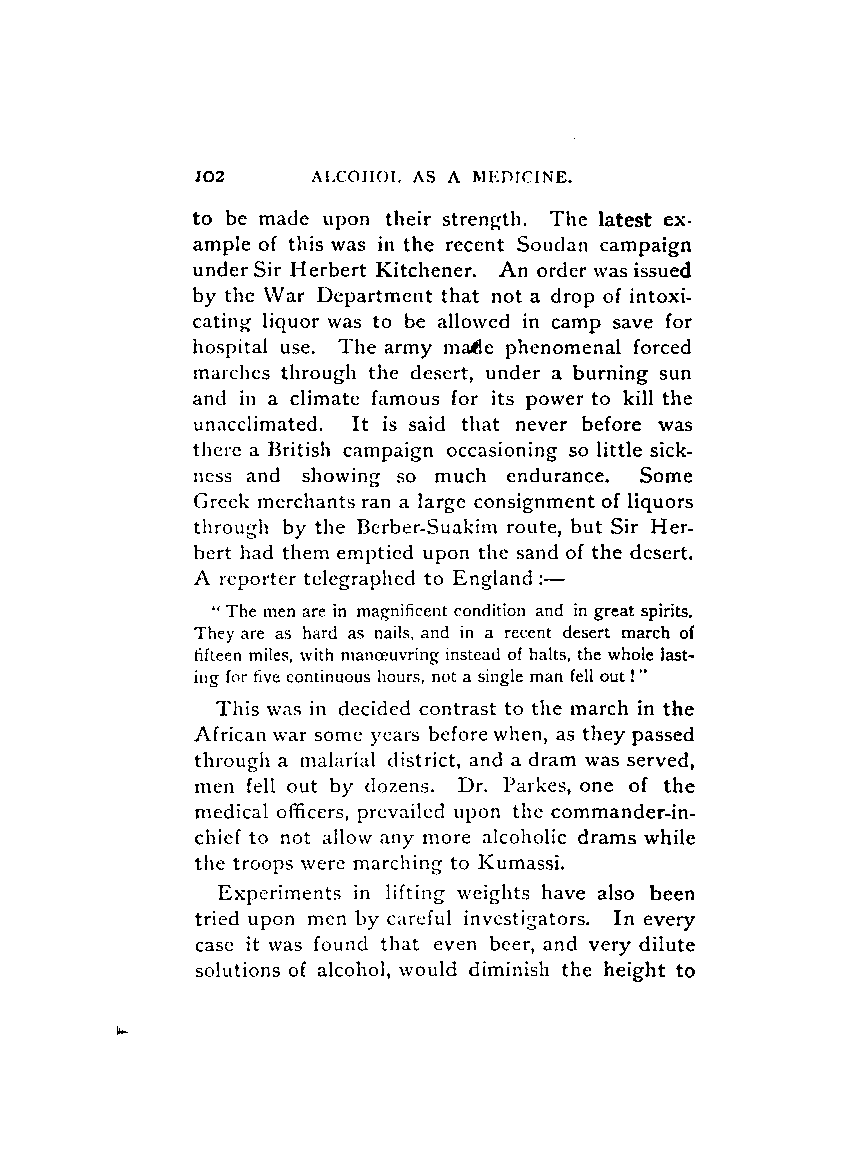 102 ALCOHOL AS A MEDICINE.
to be made upon their strength. The latest ex-
ample of this was in the recent Soudan campaign
under Sir Herbert Kitchener. An order was issued
by the War Department that not a drop of intoxi-
cating liquor was to be allowed in camp save for
hospital use. The army made phenomenal forced
marches through the desert, under a burning sun
and in a climate famous for its power to kill the
unacclimated. It is said that never before was
there a British campaign occasioning so little sick-
ness and showing so much endurance. Some
Greek merchants ran a large consignment of liquors
through by the Berber-Suakim route, but Sir Her-
bert had them emptied upon the sand of the desert.
A reporter telegraphed to England :—
“ The men are in magnificent condition and in great spirits.
They are as hard as nails, and in a recent desert march of
fifteen miles, with manœuvring instead of halts, the whole last-
ing for five continuous hours, not a single man fell out ! ”
This was in decided contrast to the march in the
African war some years before when, as they passed
through a malarial district, and a dram was served,
men fell out by dozens. Dr. Parkes, one of the
medical officers, prevailed upon the commander-in-
chief to not allow any more alcoholic drams while
the troops were marching to Kumassi.
Experiments in lifting weights have also been
tried upon men by careful investigators. In every
case it was found that even beer, and very dilute
solutions of alcohol, would diminish the height to